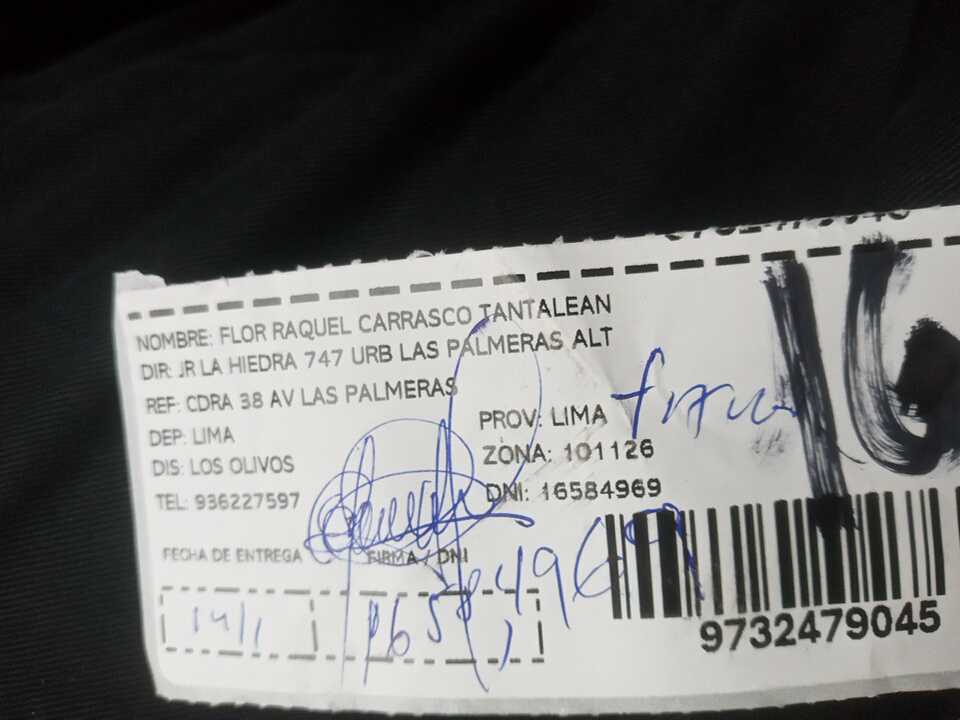 NOMBRE: FLOR RAQUEL CARRASCO TANTALEAN
DIR: JR LA HIEDRA 747 URB LAS PALMERAS ALT
REF: CDRA 38 AV LAS PALMERAS
DEP: LIMA
PROV: LIMA
DIS: LOS OLIVOS
ZONA: 101126
TEL: 936227597
DNI: 16584969
FECHA DE ENTREGA
FIRMA / DNI
14/1
16584969
16
9732479045